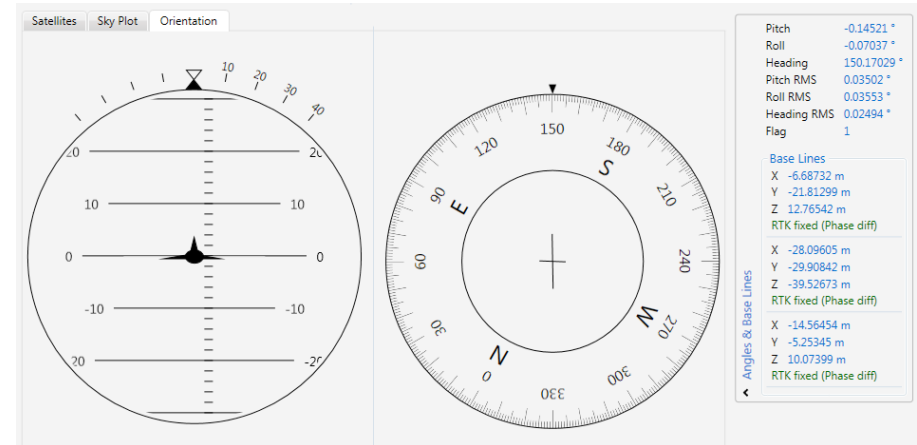 Satellites Sky Plot Orientation
10 20 30 40
20 20
10 10
0 0
-10 -10
-20 -20
150
120 180
S
90 E 210
60 240
W
30 270
N
0 300
330
Pitch -0.14521 °
Roll -0.07037 °
Heading 150.17029 °
Pitch RMS 0.03502 °
Roll RMS 0.03553 °
Heading RMS 0.02494 °
Flag 1
Base Lines
X -6.68732 m
Y -21.81299 m
Z 12.76542 m
RTK fixed (Phase diff)
X -28.09605 m
Y -29.90842 m
Z -39.52673 m
RTK fixed (Phase diff)
X -14.56454 m
Y -5.25345 m
Z 10.07399 m
RTK fixed (Phase diff)
Angles & Base Lines